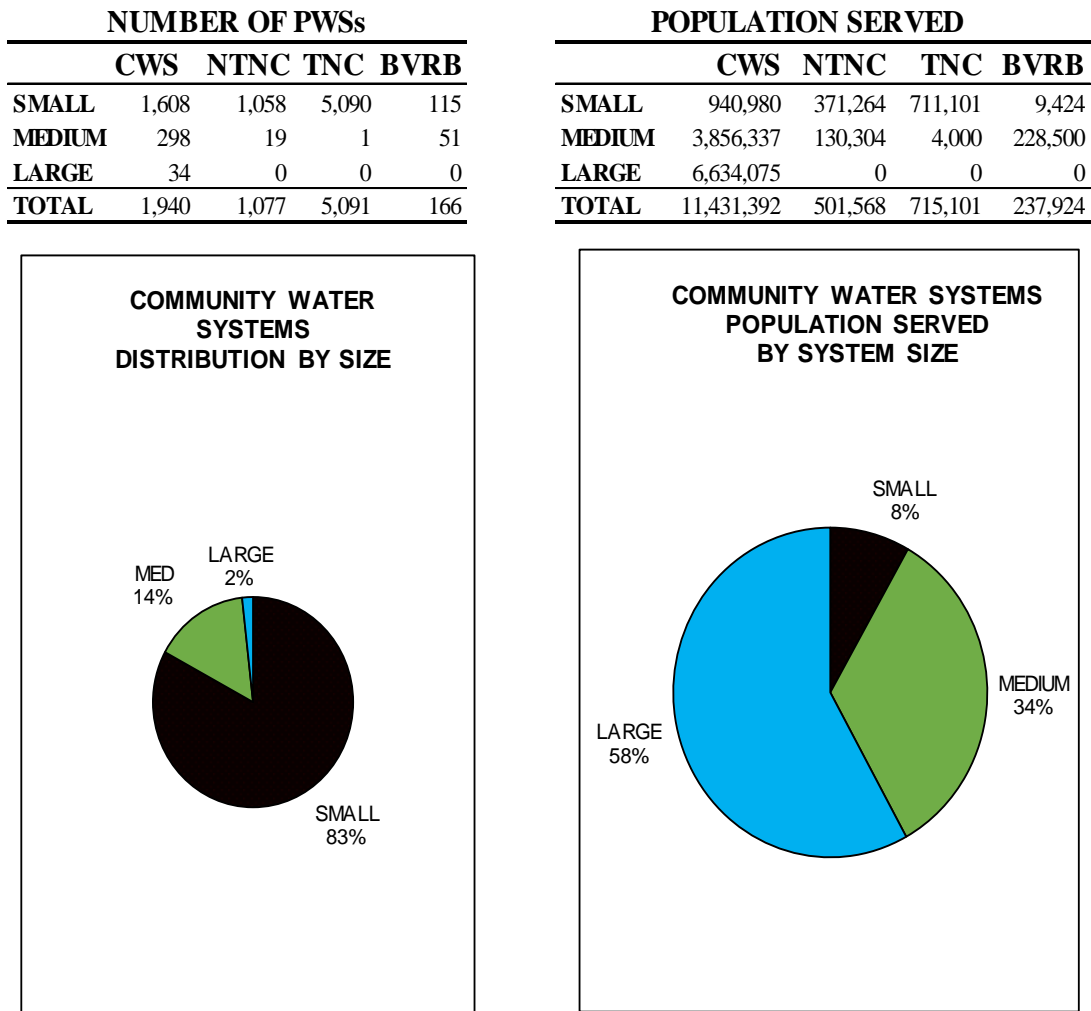 NUMBER OF PWSs
CWS NTNC TNC BVRB
SMALL 1,608 1,058 5,090 115
MEDIUM 298 19 1 51
LARGE 34 0 0 0
TOTAL 1,940 1,077 5,091 166
POPULATION SERVED
CWS NTNC TNC BVRB
SMALL 940,980 371,264 711,101 9,424
MEDIUM 3,856,337 130,304 4,000 228,500
LARGE 6,634,075 0 0 0
TOTAL 11,431,392 501,568 715,101 237,924
COMMUNITY WATER
SYSTEMS
DISTRIBUTION BY SIZE
LARGE
2%
MED
14%
SMALL
83%
COMMUNITY WATER SYSTEMS
POPULATION SERVED
BY SYSTEM SIZE
SMALL
8%
MEDIUM
34%
LARGE
58%